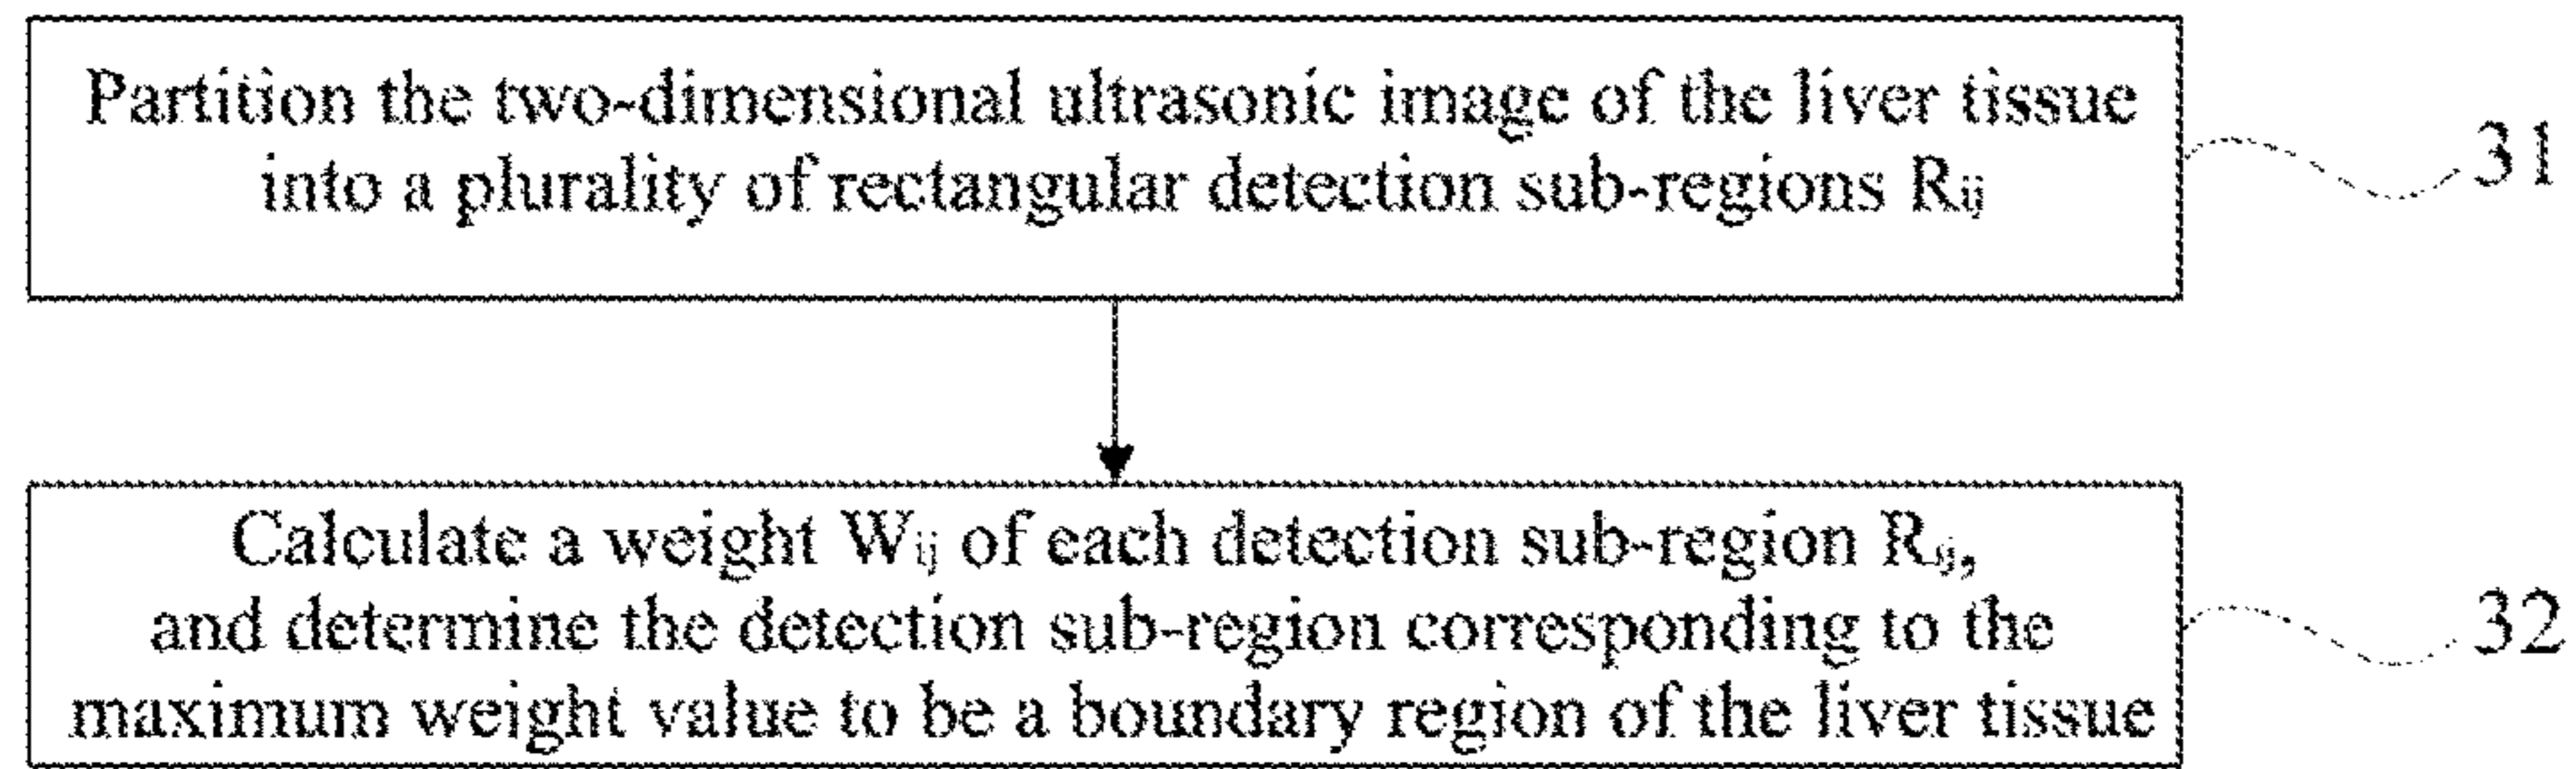 Partition the two-dimensional ultrasonic image of the liver tissue
into a plurality of rectangular detection sub-regions Rij
31
Calculate a weight Wij of each detection sub-region Rij,
and determine the detection sub-region corresponding to the
maximum weight value to be a boundary region of the liver tissue
32